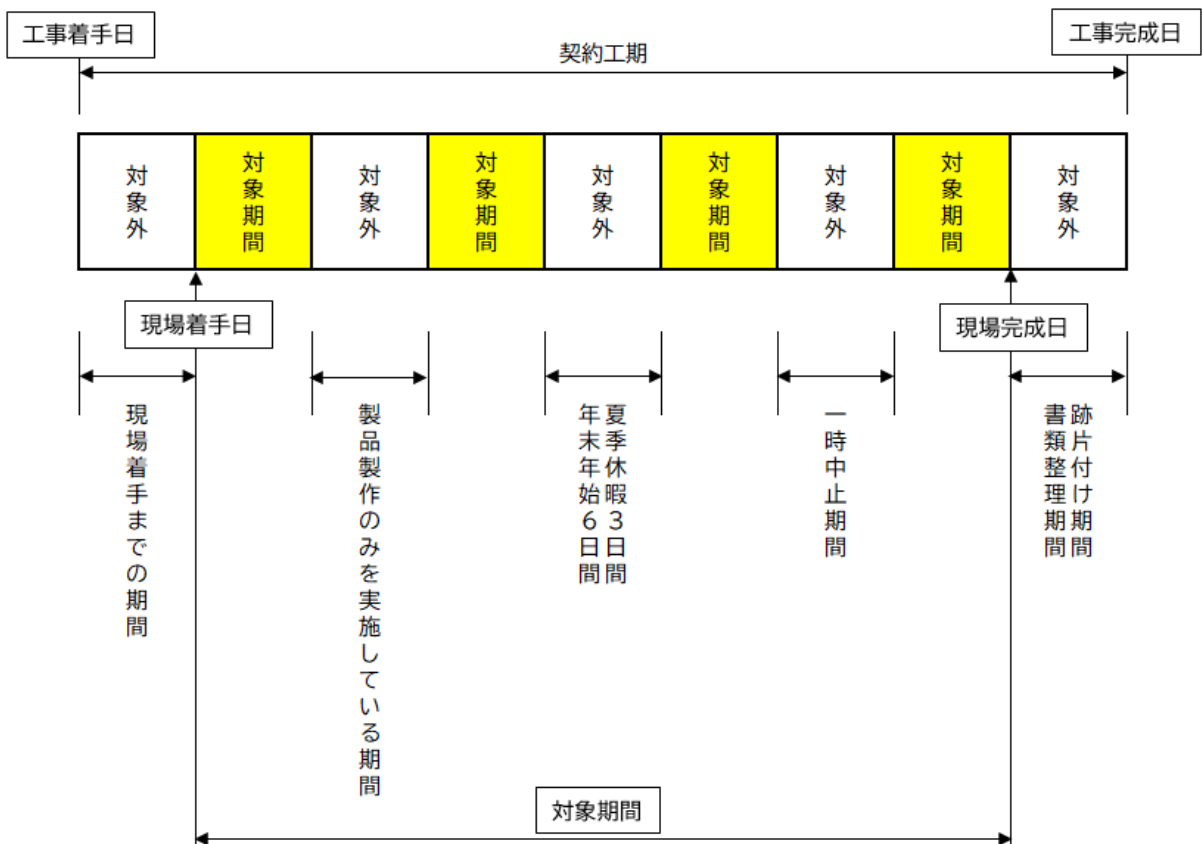 工事着手日
工事完成日
契約工期
対象外
対象期間
対象外
対象期間
対象外
対象期間
対象外
対象期間
対象外
現場着手日
現場完成日
現場着手までの期間
製品製作のみを実施している期間
夏季休暇３日間
年末年始６日間
一時中止期間
跡片付け期間
書類整理期間
対象期間